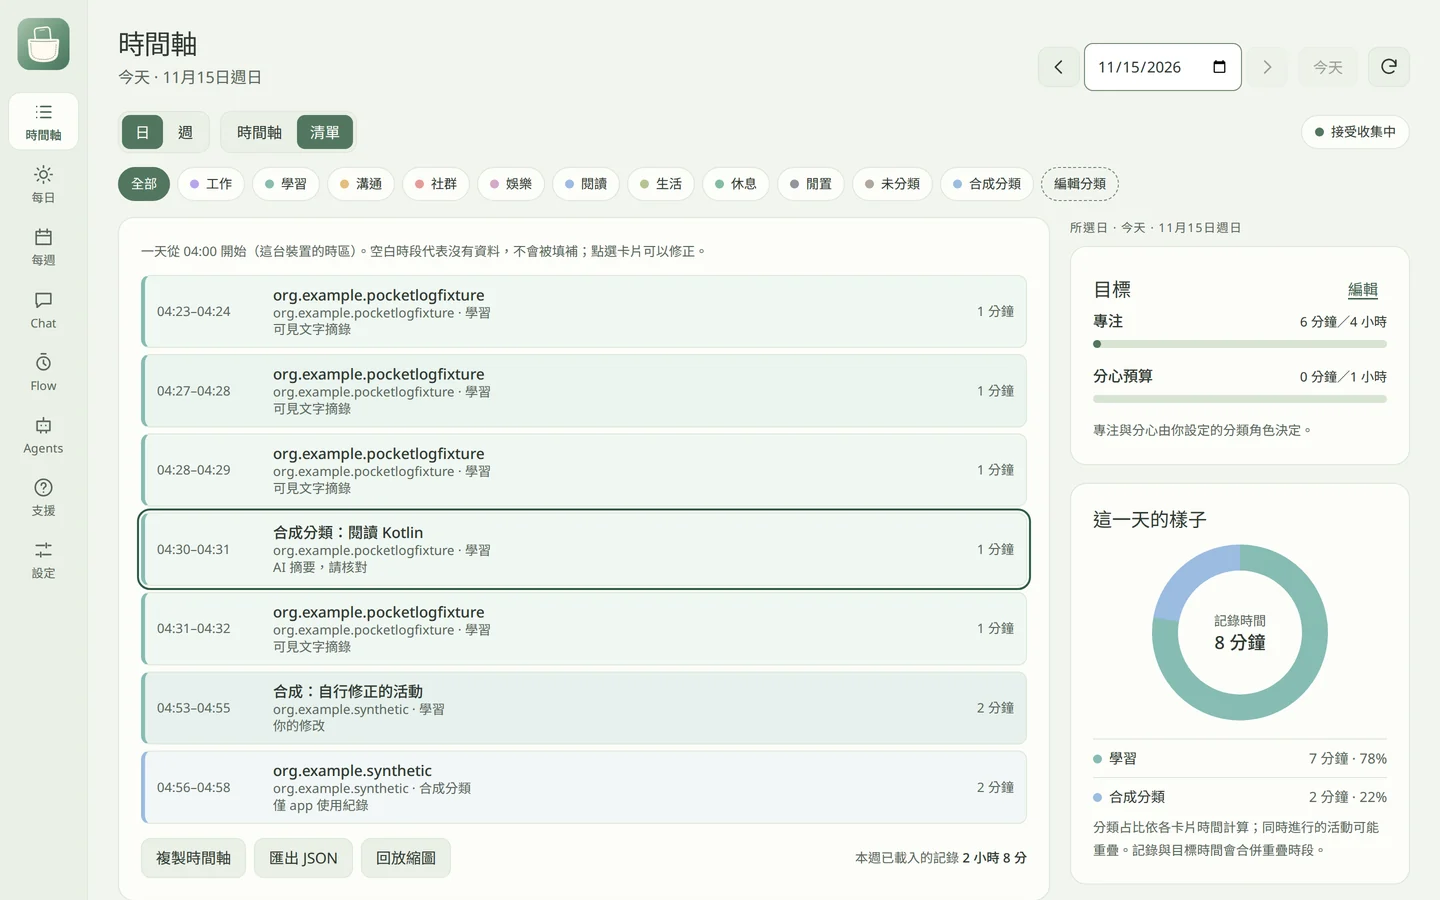 時間軸
每日
每週
Chat
Flow
Agents
支援
設定
時間軸
今天 · 11月15日週日
11/15/2026
今天
日
週
時間軸
清單
接受收集中
全部
工作
學習
溝通
社群
娛樂
閱讀
生活
休息
閒置
未分類
合成分類
編輯分類
一天從 04:00 開始（這台裝置的時區）。空白時段代表沒有資料，不會被填補；點選卡片可以修正。
04:23–04:24
org.example.pocketlogfixture
org.example.pocketlogfixture · 學習
可見文字摘錄
1 分鐘
04:27–04:28
org.example.pocketlogfixture
org.example.pocketlogfixture · 學習
可見文字摘錄
1 分鐘
04:28–04:29
org.example.pocketlogfixture
org.example.pocketlogfixture · 學習
可見文字摘錄
1 分鐘
04:30–04:31
合成分類：閱讀 Kotlin
org.example.pocketlogfixture · 學習
AI 摘要，請核對
1 分鐘
04:31–04:32
org.example.pocketlogfixture
org.example.pocketlogfixture · 學習
可見文字摘錄
1 分鐘
04:53–04:55
合成：自行修正的活動
org.example.synthetic · 學習
你的修改
2 分鐘
04:56–04:58
org.example.synthetic
org.example.synthetic · 合成分類
僅 app 使用紀錄
2 分鐘
複製時間軸
匯出 JSON
回放縮圖
本週已載入的記錄 2 小時 8 分
所選日 · 今天 · 11月15日週日
目標
編輯
專注
6 分鐘／4 小時
分心預算
0 分鐘／1 小時
專注與分心由你設定的分類角色決定。
這一天的樣子
記錄時間
8 分鐘
學習
7 分鐘 · 78%
合成分類
2 分鐘 · 22%
分類占比依各卡片時間計算；同時進行的活動可能
重疊。記錄與目標時間會合併重疊時段。